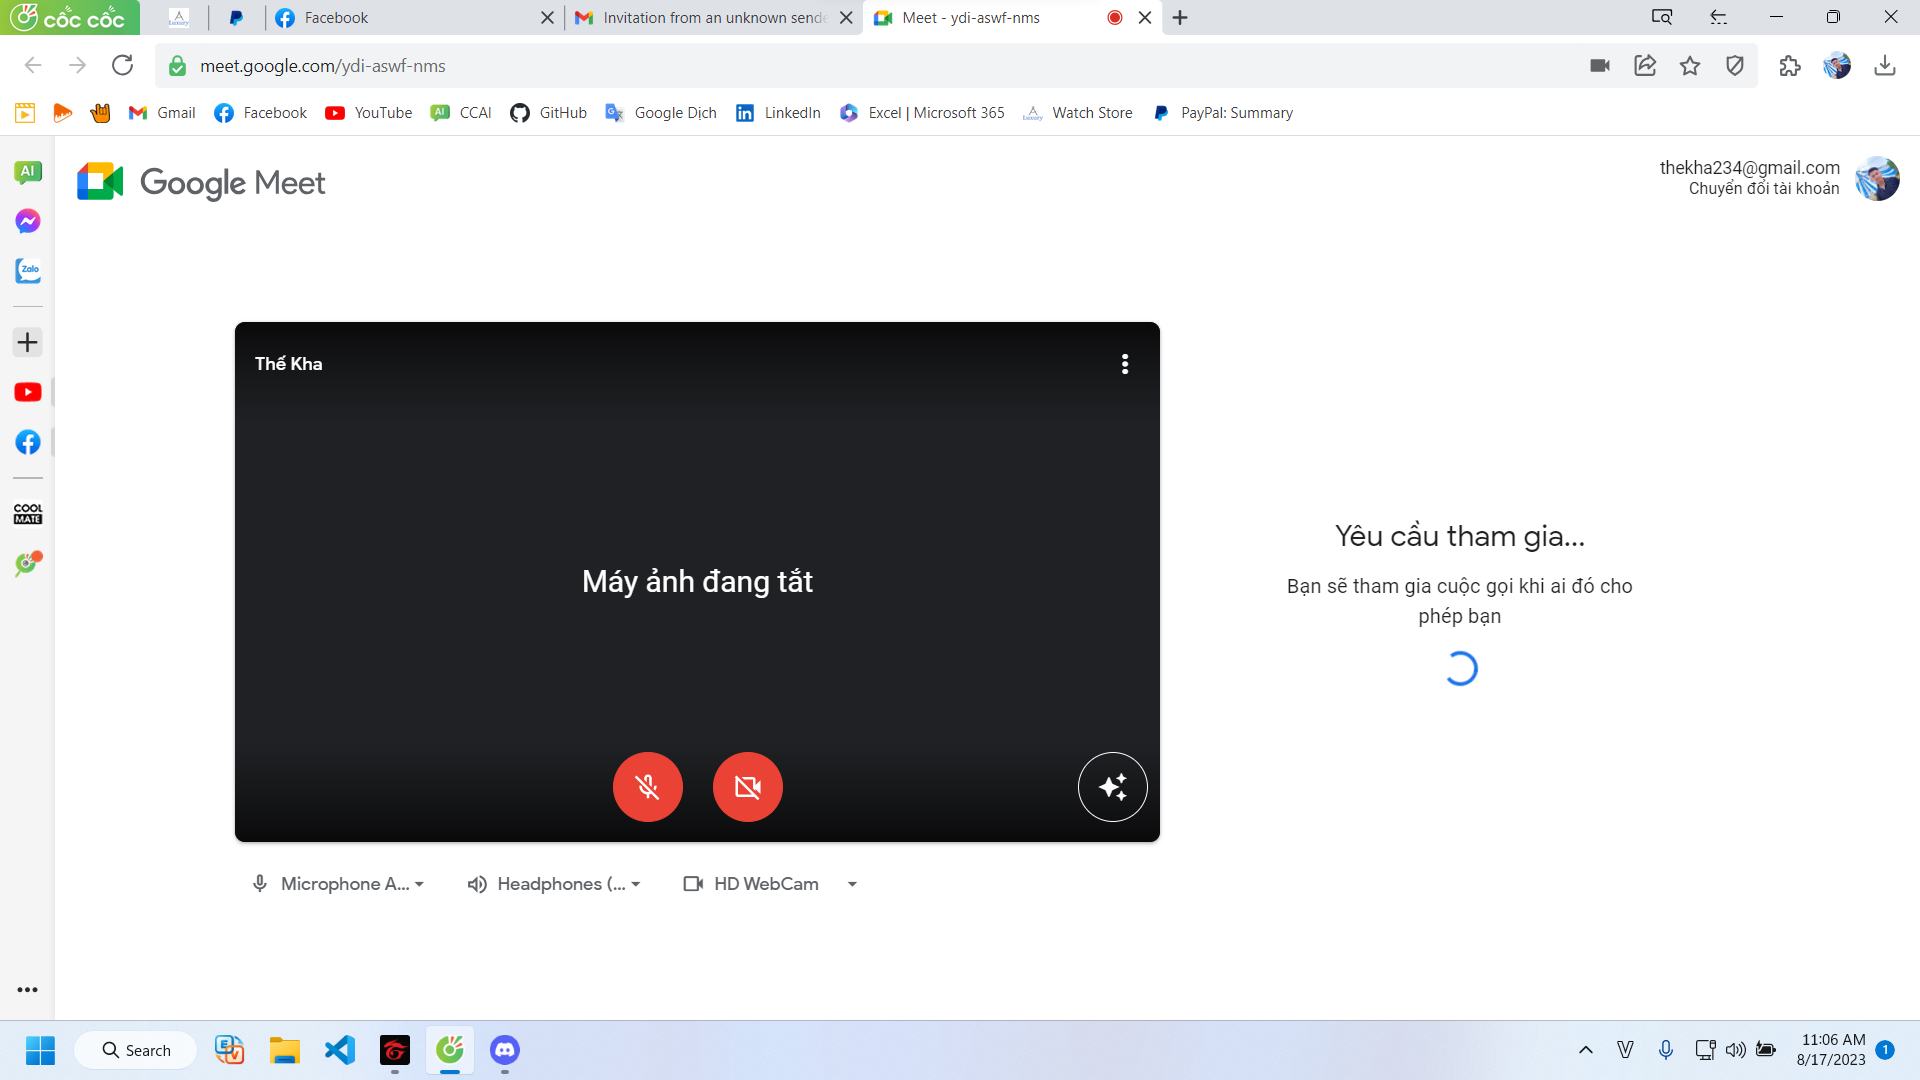 cốc cốc
Facebook
Invitation from an unknown sende
Meet - ydi-aswf-nms
meet.google.com/ydi-aswf-nms
Gmail
Facebook
YouTube
AI
CCAI
GitHub
Google Dịch
LinkedIn
Excel | Microsoft 365
Luxury
Watch Store
PayPal: Summary
AI
Google Meet
thekha234@gmail.com
Chuyển đổi tài khoản
Zalo
COOL
MATE
Thế Kha
Máy ảnh đang tắt
Yêu cầu tham gia...
Bạn sẽ tham gia cuộc gọi khi ai đó cho
phép bạn
Microphone A...
Headphones (...
HD WebCam
Search
E
V
V
11:06 AM
8/17/2023
1